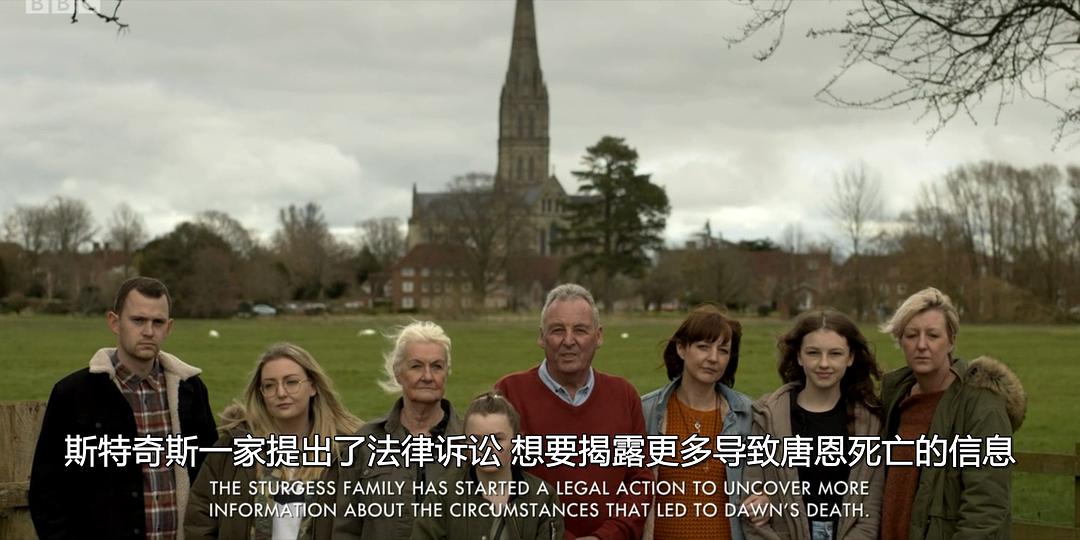 BBC
斯特奇斯一家提出了法律诉讼 想要揭露更多导致唐恩死亡的信息
THE STURGESS FAMILY HAS STARTED A LEGAL ACTION TO UNCOVER MORE
INFORMATION ABOUT THE CIRCUMSTANCES THAT LED TO DAWN'S DEATH.